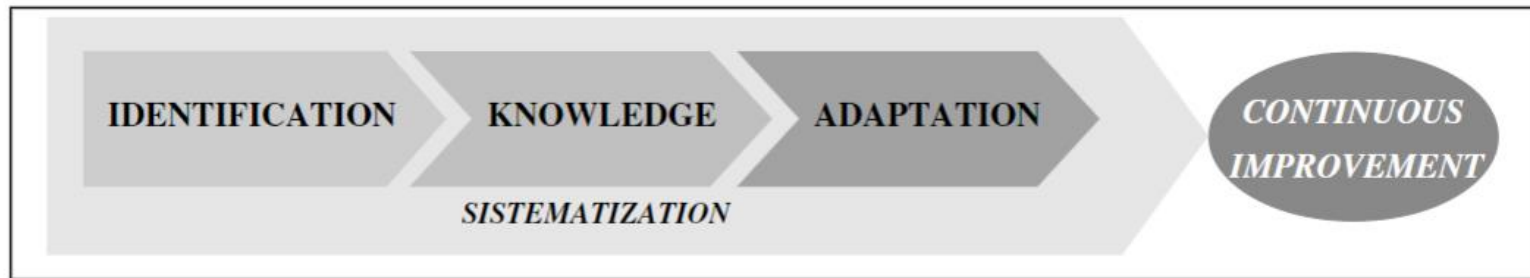 IDENTIFICATION
KNOWLEDGE
ADAPTATION
SISTEMATIZATION
CONTINUOUS
IMPROVEMENT